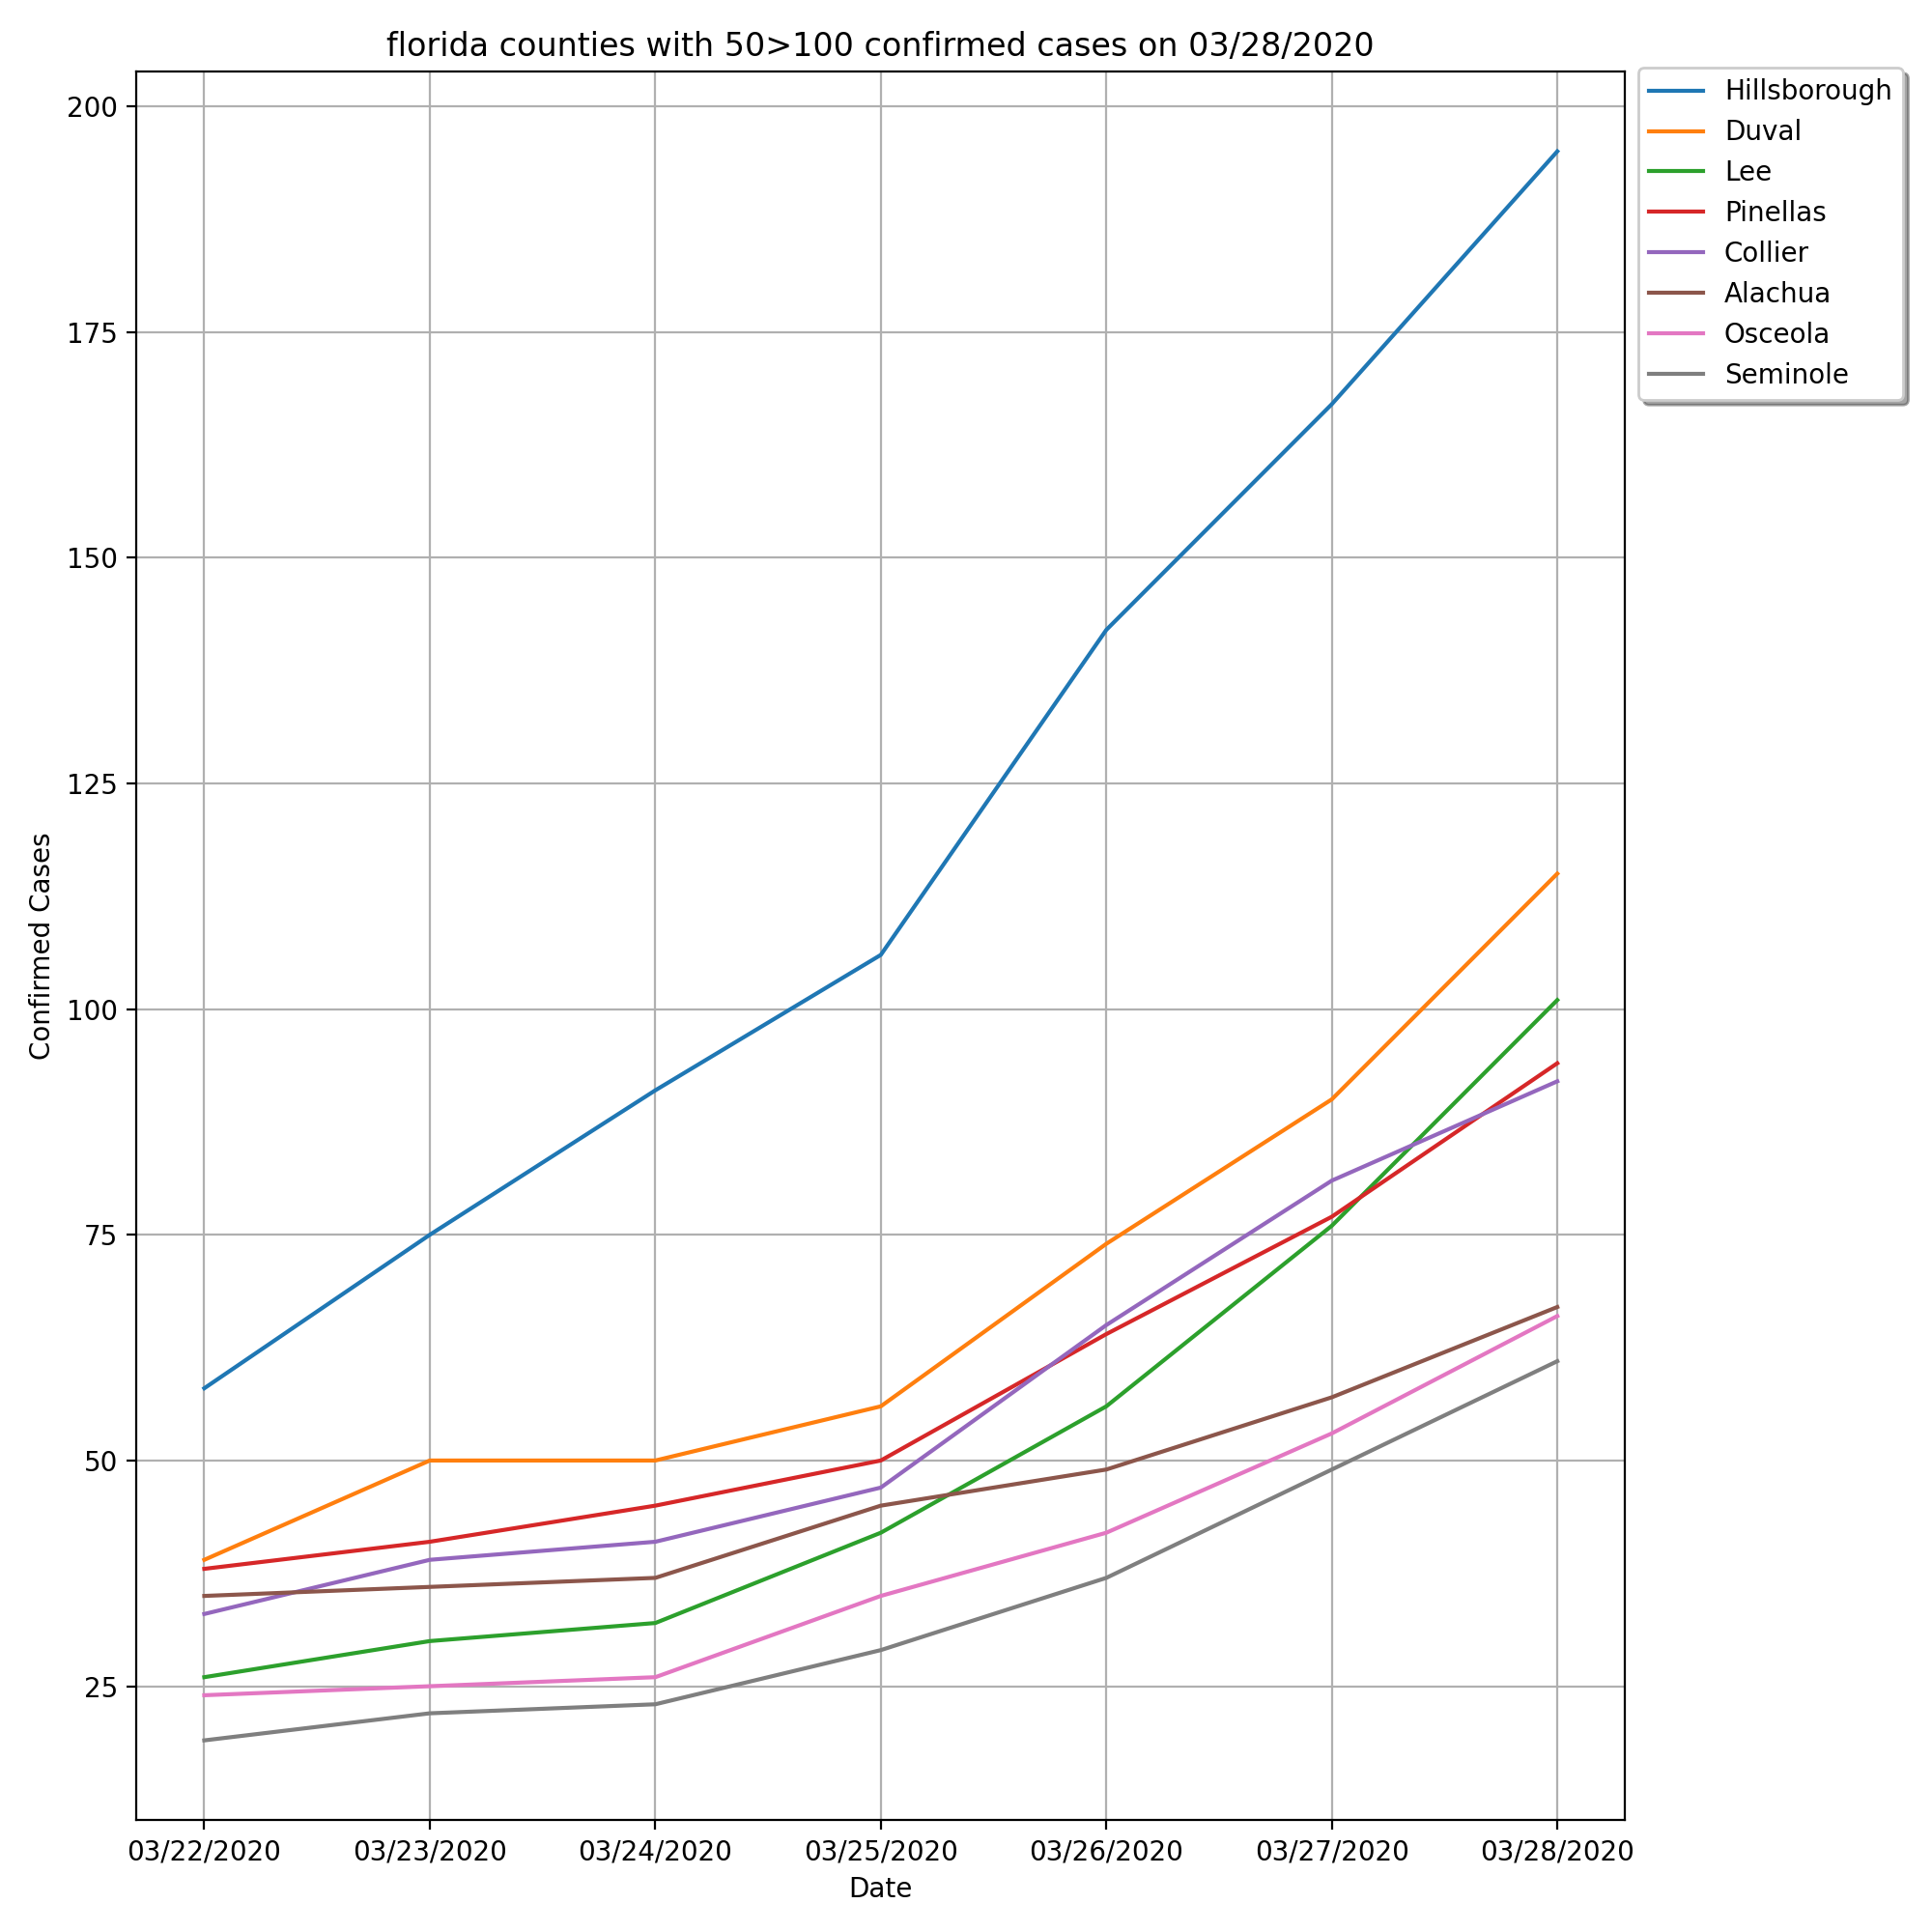 florida counties with 50>100 confirmed cases on 03/28/2020
Hillsborough
Duval
Lee
Pinellas
Collier
Alachua
Osceola
Seminole
Confirmed Cases
200
175
150
125
100
75
50
25
03/22/2020 03/23/2020 03/24/2020 03/25/2020 03/26/2020 03/27/2020 03/28/2020
Date